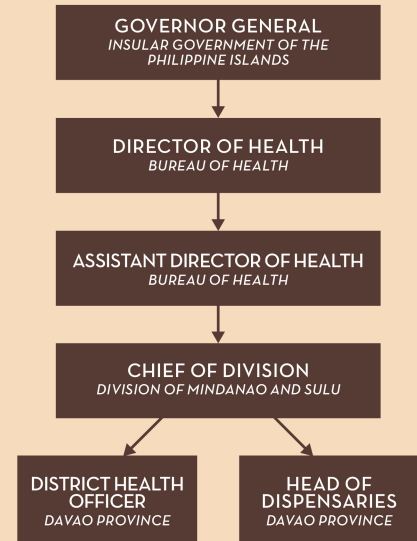 GOVERNOR GENERAL
INSULAR GOVERNMENT OF THE
PHILIPPINE ISLANDS
DIRECTOR OF HEALTH
BUREAU OF HEALTH
ASSISTANT DIRECTOR OF HEALTH
BUREAU OF HEALTH
CHIEF OF DIVISION
DIVISION OF MINDANAO AND SULU
DISTRICT HEALTH
OFFICER
DAVAO PROVINCE
HEAD OF
DISPENSARIES
DAVAO PROVINCE